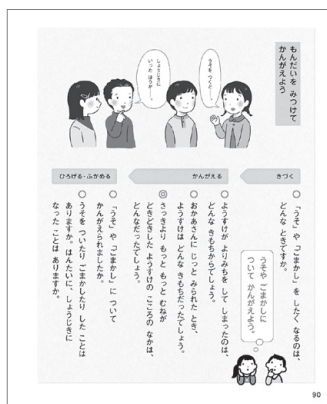 もんだいを みつけて
かんがえよう
うそを つくと…
しょうじきに
いった ほうが…
きづく
○「うそ」や「ごまかし」を したく なるのは、
どんな ときですか。
うそや ごまかしに
ついて かんがえよう。
かんがえる
○ようすけが よりみちを して しまったのは、
どんな きもちからでしょう。
○おかあさんに じっと みられた とき、
ようすけは どんな きもちだったでしょう。
◎さっきより もっと もっと むねが
どきどきした ようすけの こころの なかは、
どんなだったでしょう。
ひろげる・ふかめる
○「うそ」や「ごまかし」に ついて
かんがえられましたか。
○うそを ついたり ごまかしたり した ことは
ありますか。はんたいに、しょうじきに
なった ことは ありますか。
90